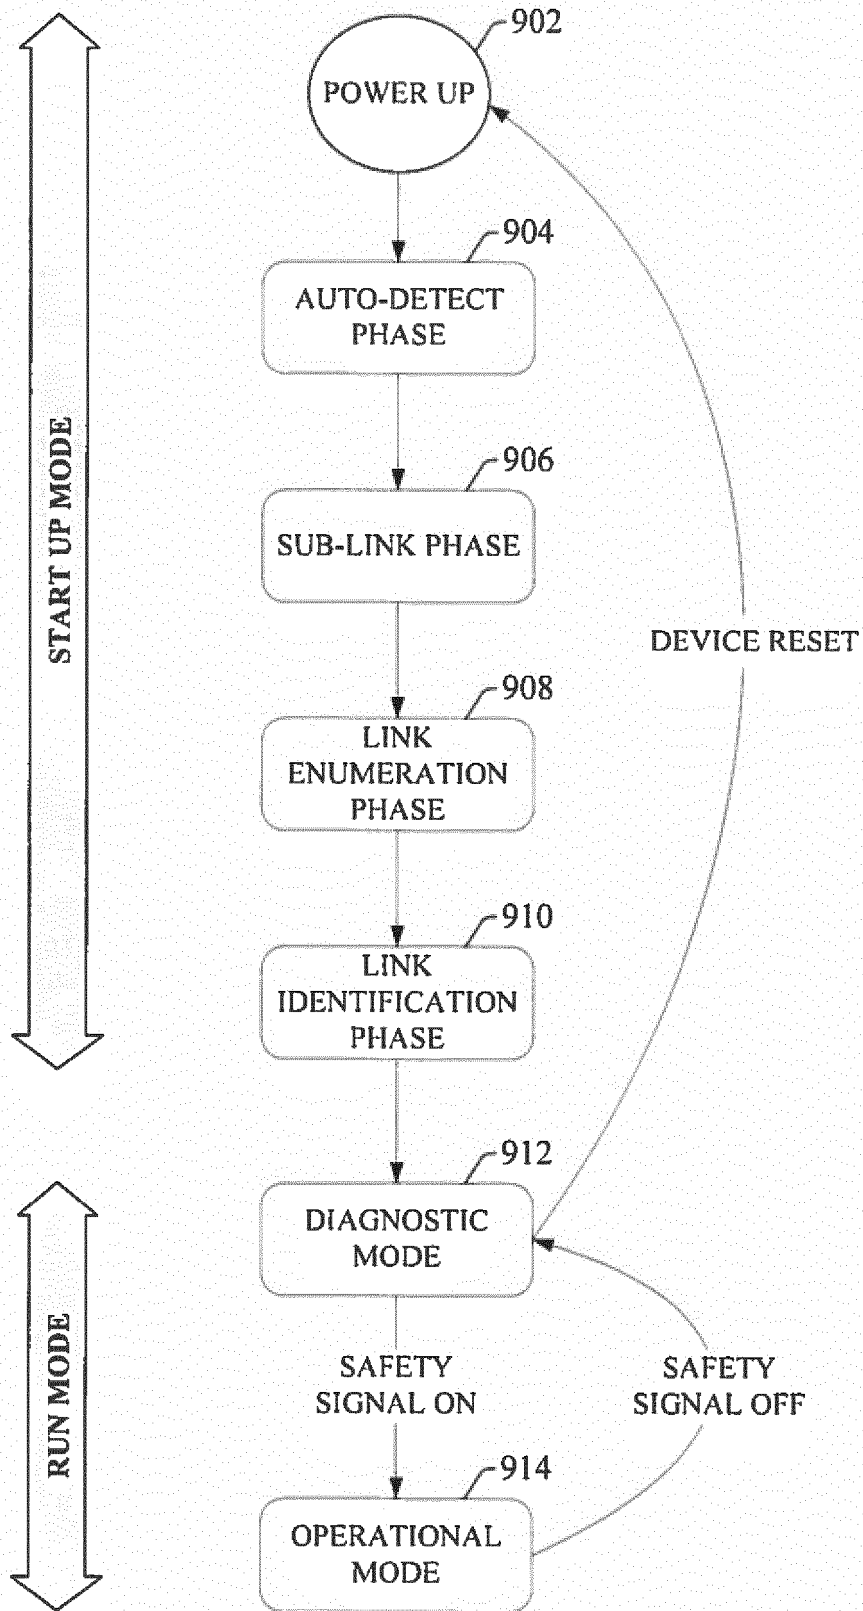 902
POWER UP
904
AUTO-DETECT
PHASE
906
SUB-LINK PHASE
START UP MODE
DEVICE RESET
908
LINK
ENUMERATION
PHASE
910
LINK
IDENTIFICATION
PHASE
912
DIAGNOSTIC
MODE
RUN MODE
SAFETY
SIGNAL ON
SAFETY
SIGNAL OFF
914
OPERATIONAL
MODE